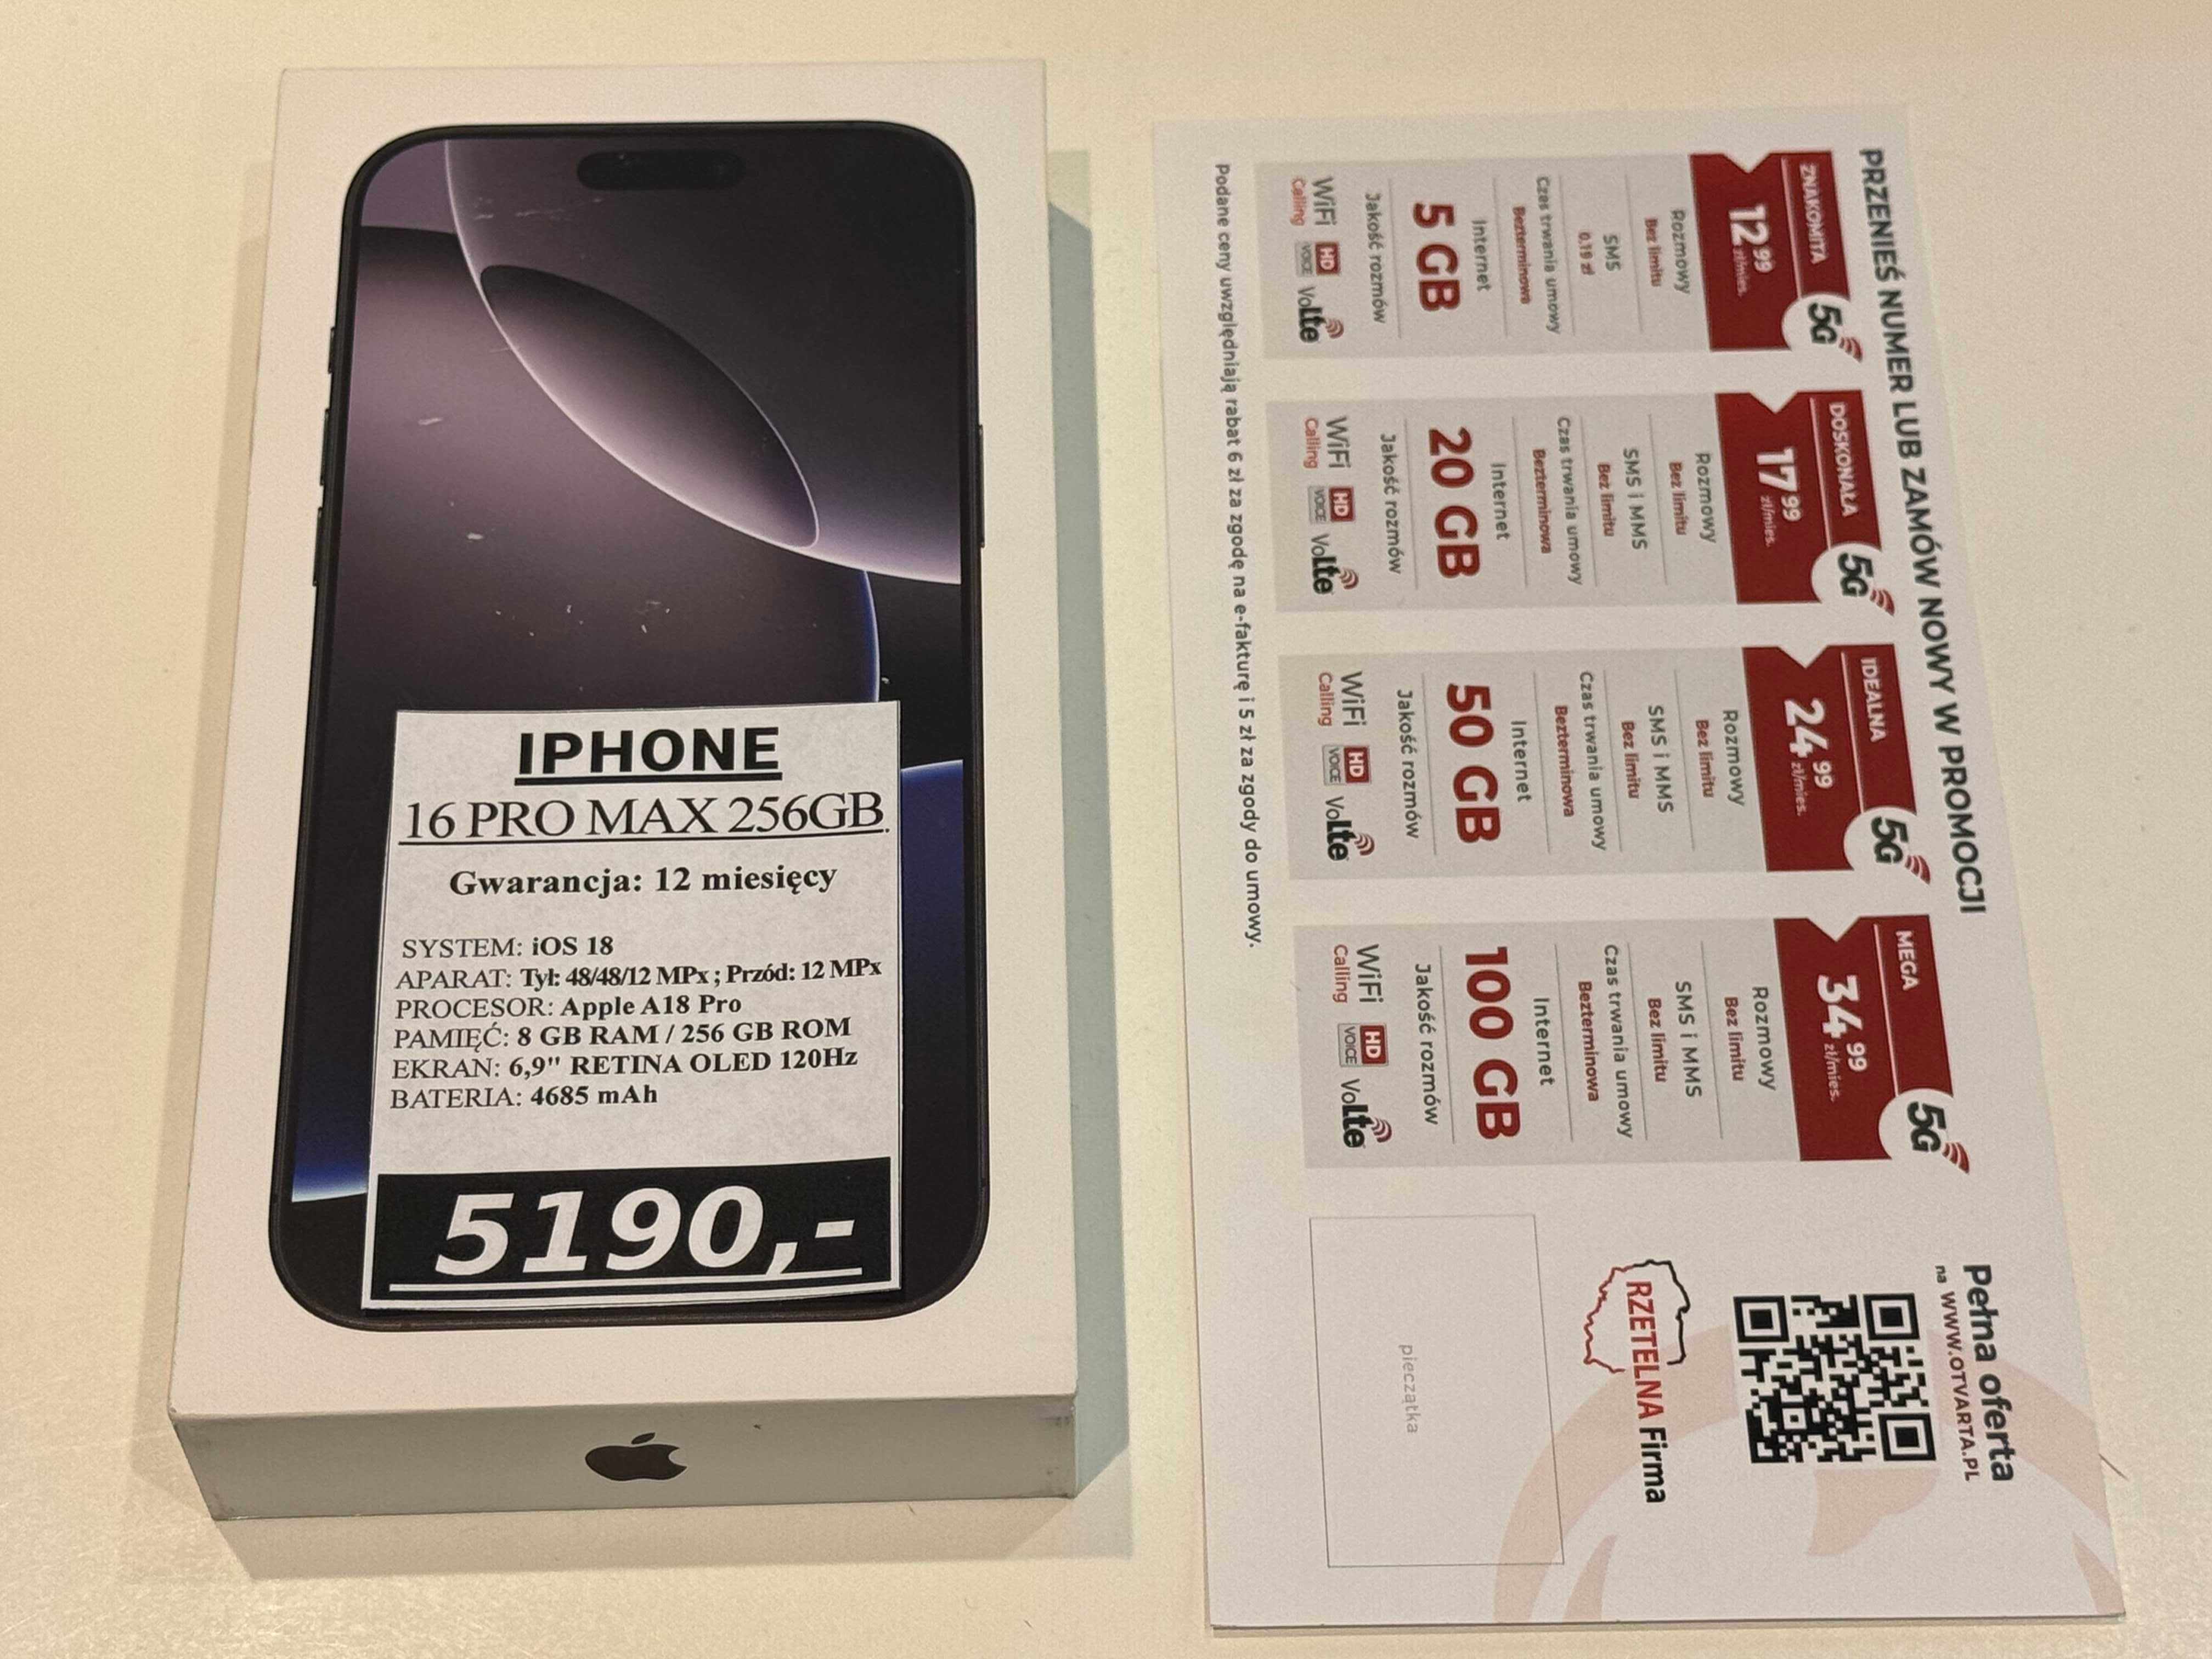 IPHONE
16 PRO MAX 256GB.
Gwarancja: 12 miesięcy
SYSTEM: iOS 18
APARAT: Tył: 48/48/12 MPx ; Przód: 12 MPx
PROCESOR: Apple A18 Pro
PAMIĘĆ: 8 GB RAM / 256 GB ROM
EKRAN: 6,9" RETINA OLED 120Hz
BATERIA: 4685 mAh
5190,-
PRZENIEŚ NUMER LUB ZAMÓW NOWY W PROMOCJI
ZNAKOMITA
5G
12 99
zł/mies.
Rozmowy
Bez limitu
SMS
0,19 zł
Czas trwania umowy
Bezterminowa
Internet
5 GB
Jakość rozmów
WiFi Calling HD VOICE VoLte
DOSKONAŁA
5G
17 99
zł/mies.
Rozmowy
Bez limitu
SMS i MMS
Bez limitu
Czas trwania umowy
Bezterminowa
Internet
20 GB
Jakość rozmów
WiFi Calling HD VOICE VoLte
IDEALNA
5G
24 99
zł/mies.
Rozmowy
Bez limitu
SMS i MMS
Bez limitu
Czas trwania umowy
Bezterminowa
Internet
50 GB
Jakość rozmów
WiFi Calling HD VOICE VoLte
MEGA
5G
34 99
zł/mies.
Rozmowy
Bez limitu
SMS i MMS
Bez limitu
Czas trwania umowy
Bezterminowa
Internet
100 GB
Jakość rozmów
WiFi Calling HD VOICE VoLte
Podane ceny uwzględniają rabat 6 zł za zgodę na e-fakturę i 5 zł za zgody do umowy.
Pełna oferta
na WWW.OTVARTA.PL
RZETELNA Firma
pieczątka